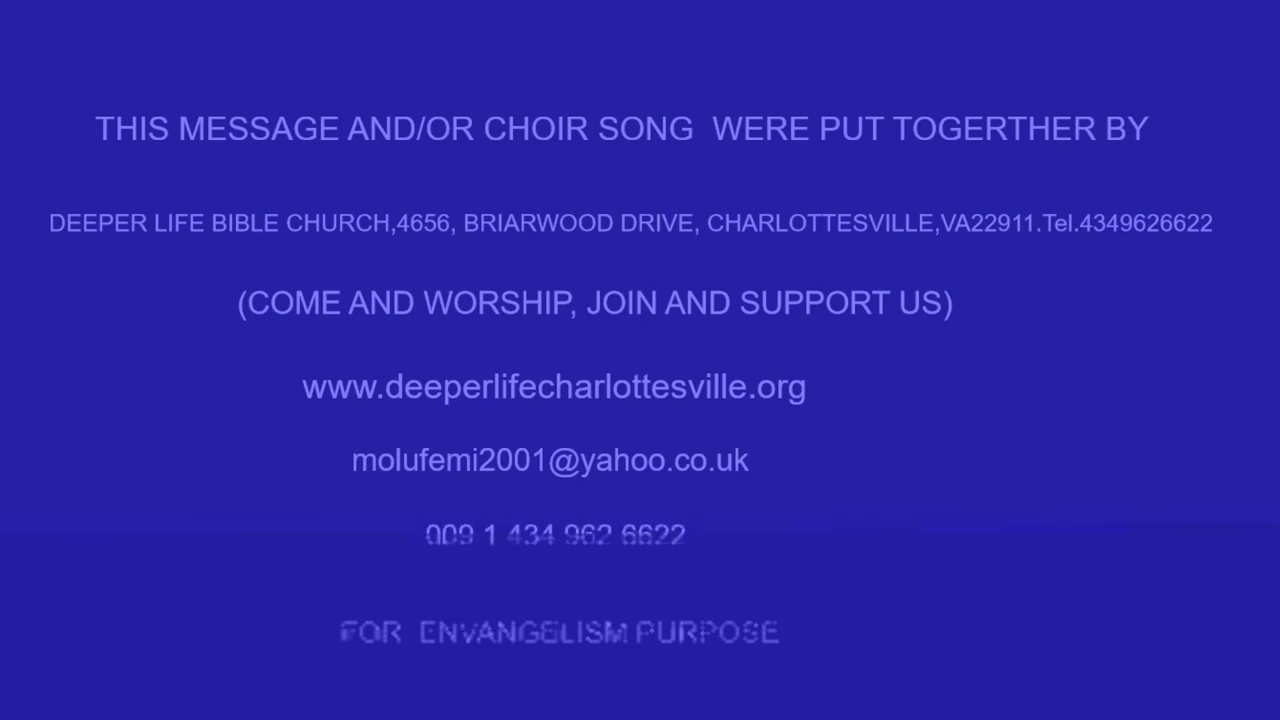 THIS MESSAGE AND/OR CHOIR SONG  WERE PUT TOGERTHER BY
DEEPER LIFE BIBLE CHURCH,4656, BRIARWOOD DRIVE, CHARLOTTESVILLE,VA22911.Tel.4349626622
(COME AND WORSHIP, JOIN AND SUPPORT US)
www.deeperlifecharlottesville.org
molufemi2001@yahoo.co.uk
009 1 434 962 6622
FOR  ENVANGELISM PURPOSE